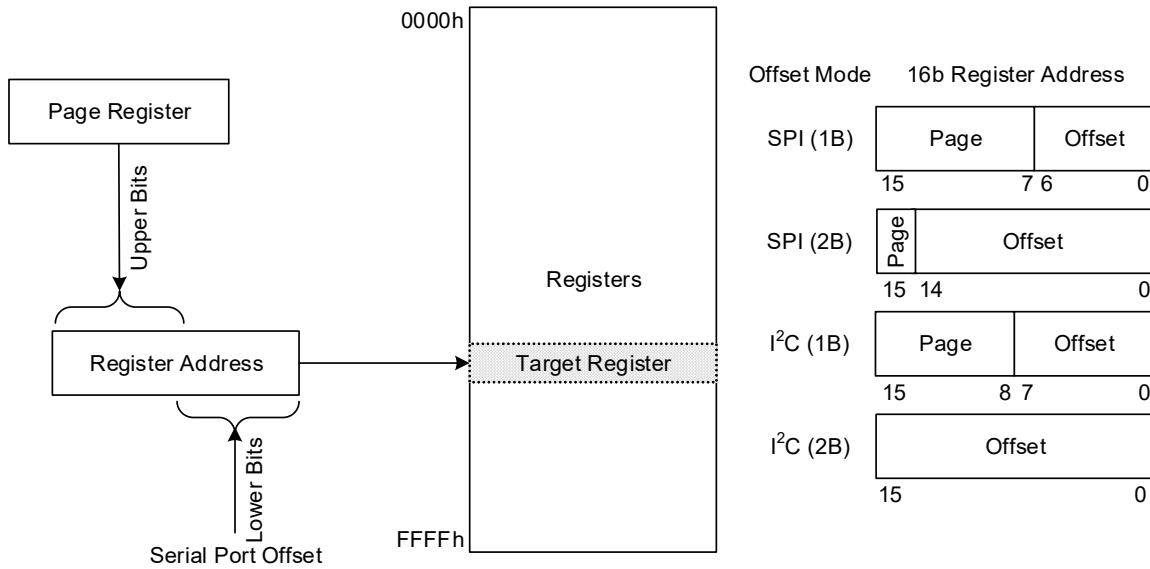 0000h
Page Register
Upper Bits
Register Address
Lower Bits
Serial Port Offset
Registers
Target Register
FFFFh
Offset Mode 16b Register Address
SPI (1B) Page Offset
15 7 6 0
SPI (2B) Page Offset
15 14 0
I²C (1B) Page Offset
15 8 7 0
I²C (2B) Offset
15 0